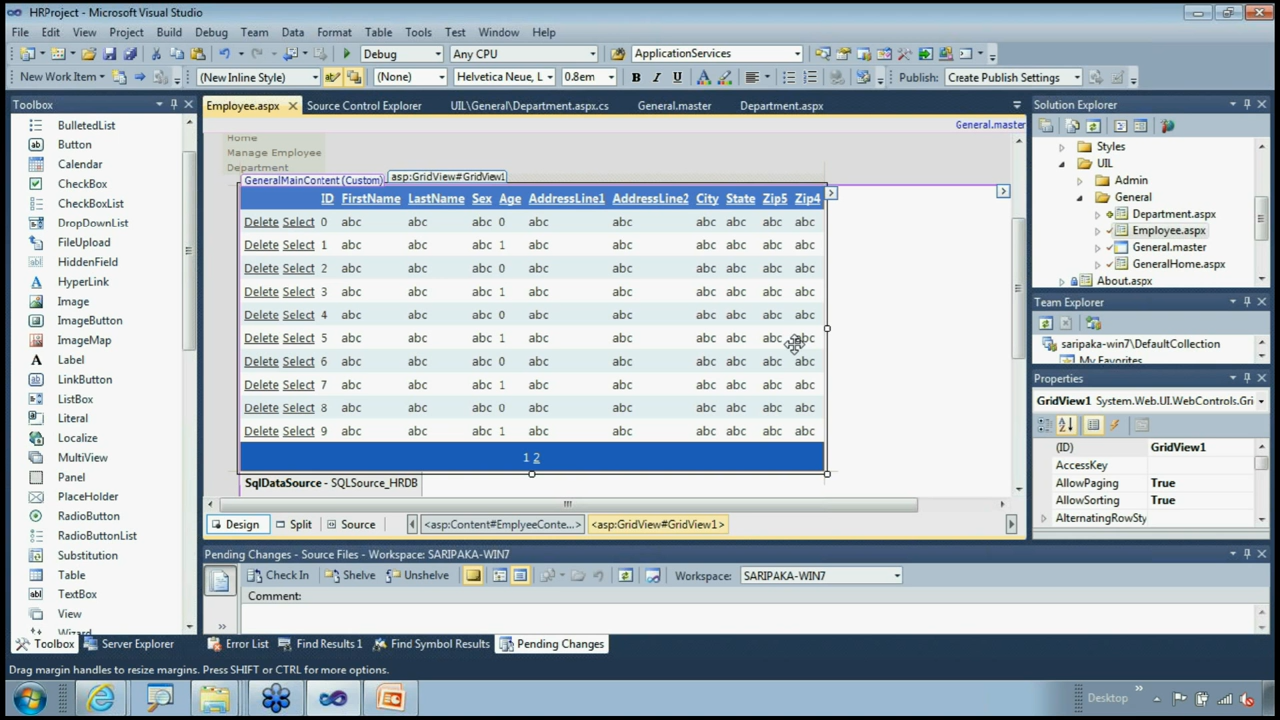 HRProject - Microsoft Visual Studio
File Edit View Project Build Debug Team Data Format Table Tools Test Window Help
Debug Any CPU ApplicationServices
New Work Item (New Inline Style) (None) Helvetica Neue, L 0.8em B I U A Publish: Create Publish Settings
Toolbox
BulletedList
Button
Calendar
CheckBox
CheckBoxList
DropDownList
FileUpload
HiddenField
HyperLink
Image
ImageButton
ImageMap
Label
LinkButton
ListBox
Literal
Localize
MultiView
Panel
PlaceHolder
RadioButton
RadioButtonList
Substitution
Table
TextBox
View
Wizard
Toolbox Server Explorer
Employee.aspx Source Control Explorer UIL\General\Department.aspx.cs General.master Department.aspx
General.master
Home
Manage Employee
Department
GeneralMainContent (Custom) asp:GridView#GridView1
ID FirstName LastName Sex Age AddressLine1 AddressLine2 City State Zip5 Zip4
Delete Select 0 abc abc abc 0 abc abc abc abc abc abc
Delete Select 1 abc abc abc 1 abc abc abc abc abc abc
Delete Select 2 abc abc abc 0 abc abc abc abc abc abc
Delete Select 3 abc abc abc 1 abc abc abc abc abc abc
Delete Select 4 abc abc abc 0 abc abc abc abc abc abc
Delete Select 5 abc abc abc 1 abc abc abc abc abc abc
Delete Select 6 abc abc abc 0 abc abc abc abc abc abc
Delete Select 7 abc abc abc 1 abc abc abc abc abc abc
Delete Select 8 abc abc abc 0 abc abc abc abc abc abc
Delete Select 9 abc abc abc 1 abc abc abc abc abc abc
1 2
SqlDataSource - SQLSource_HRDB
Design Split Source <asp:Content#EmplyeeConte...> <asp:GridView#GridView1>
Pending Changes - Source Files - Workspace: SARIPAKA-WIN7
Check In Shelve Unshelve Workspace: SARIPAKA-WIN7
Comment:
Error List Find Results 1 Find Symbol Results Pending Changes
Solution Explorer
Styles
UIL
Admin
General
Department.aspx
Employee.aspx
General.master
GeneralHome.aspx
About.aspx
Team Explorer
saripaka-win7\DefaultCollection
My Favorites
Properties
GridView1 System.Web.UI.WebControls.Gri
(ID) GridView1
AccessKey
AllowPaging True
AllowSorting True
AlternatingRowSty
Drag margin handles to resize margins. Press SHIFT or CTRL for more options.
Desktop